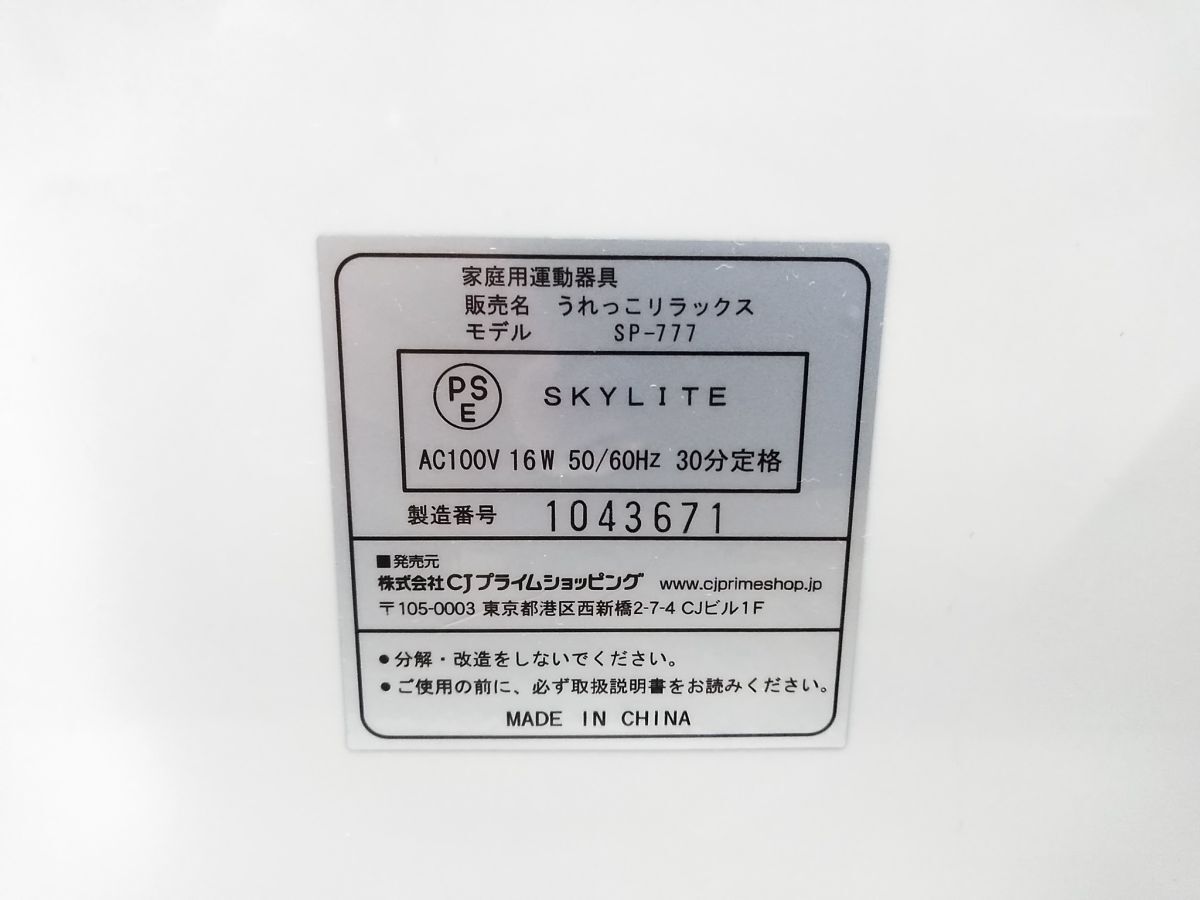 家庭用運動器具
販売名 うれっこリラックス
モデル SP-777
PSE SKYLITE
AC100V 16W 50/60Hz 30分定格
製造番号 1043671
■発売元
株式会社CJプライムショッピング www.cjprimeshop.jp
〒105-0003 東京都港区西新橋2-7-4 CJビル1F
●分解・改造をしないでください。
●ご使用の前に、必ず取扱説明書をお読みください。
MADE IN CHINA